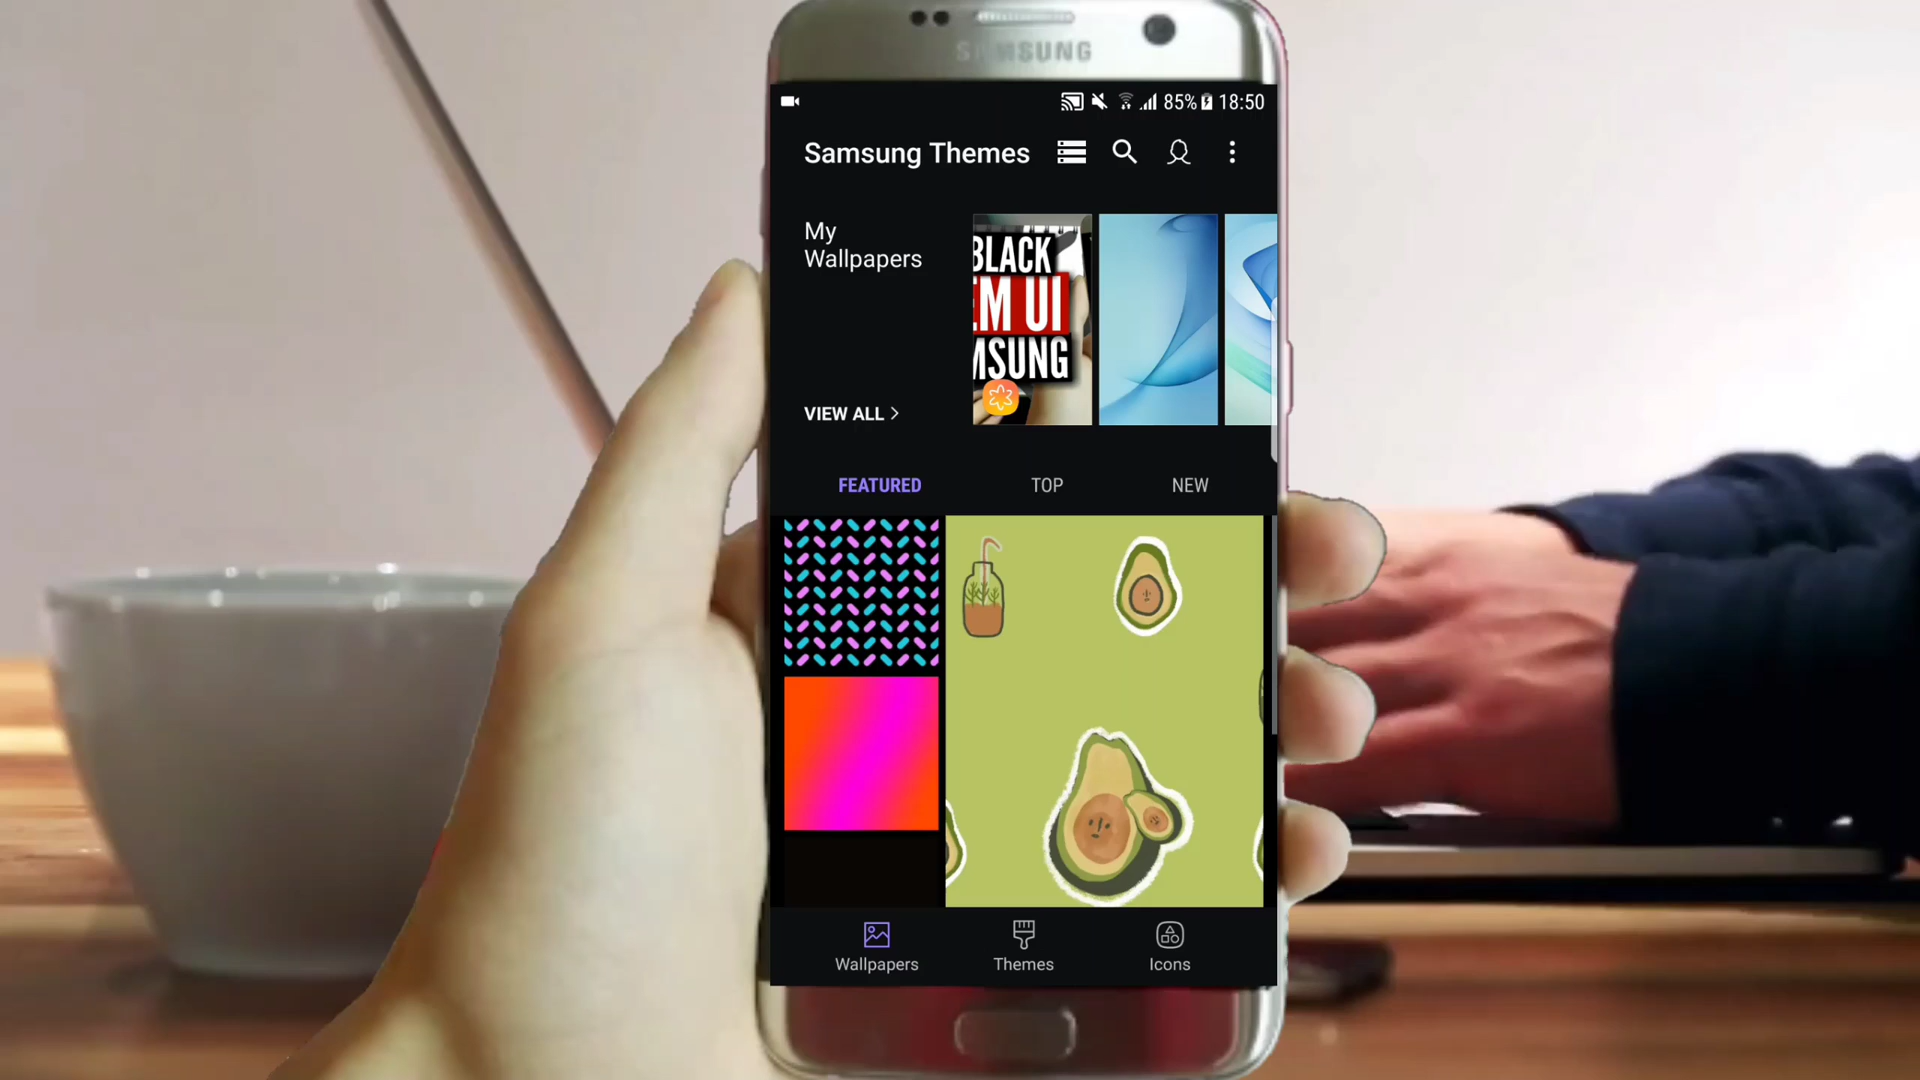 SAMSUNG
85% 18:50
Samsung Themes
My
Wallpapers
BLACK
EM UI
MSUNG
VIEW ALL >
FEATURED
TOP
NEW
Wallpapers
Themes
Icons